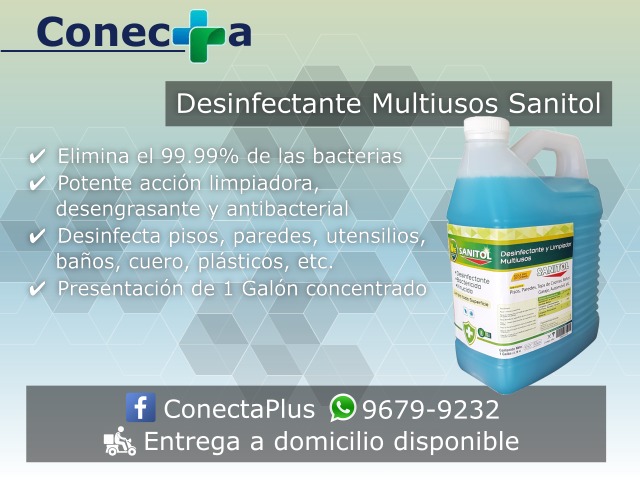 Conecta
Desinfectante Multiusos Sanitol
✔ Elimina el 99.99% de las bacterias
✔ Potente acción limpiadora,
desengrasante y antibacterial
✔ Desinfecta pisos, paredes, utensilios,
baños, cuero, plásticos, etc.
✔ Presentación de 1 Galón concentrado
SANITOL
Desinfectante y Limpiador
Multiusos
SANITOL
Desinfectante
ConectaPlus 9679-9232
Entrega a domicilio disponible